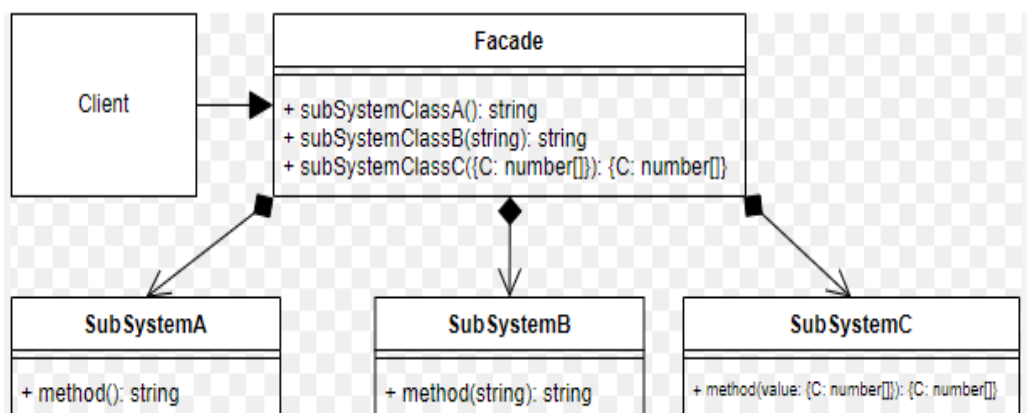 Client
Facade
+ subSystemClassA(): string
+ subSystemClassB(string): string
+ subSystemClassC({C: number[]}): {C: number[]}
SubSystemA
+ method(): string
SubSystemB
+ method(string): string
SubSystemC
+ method(value: {C: number[]}): {C: number[]}